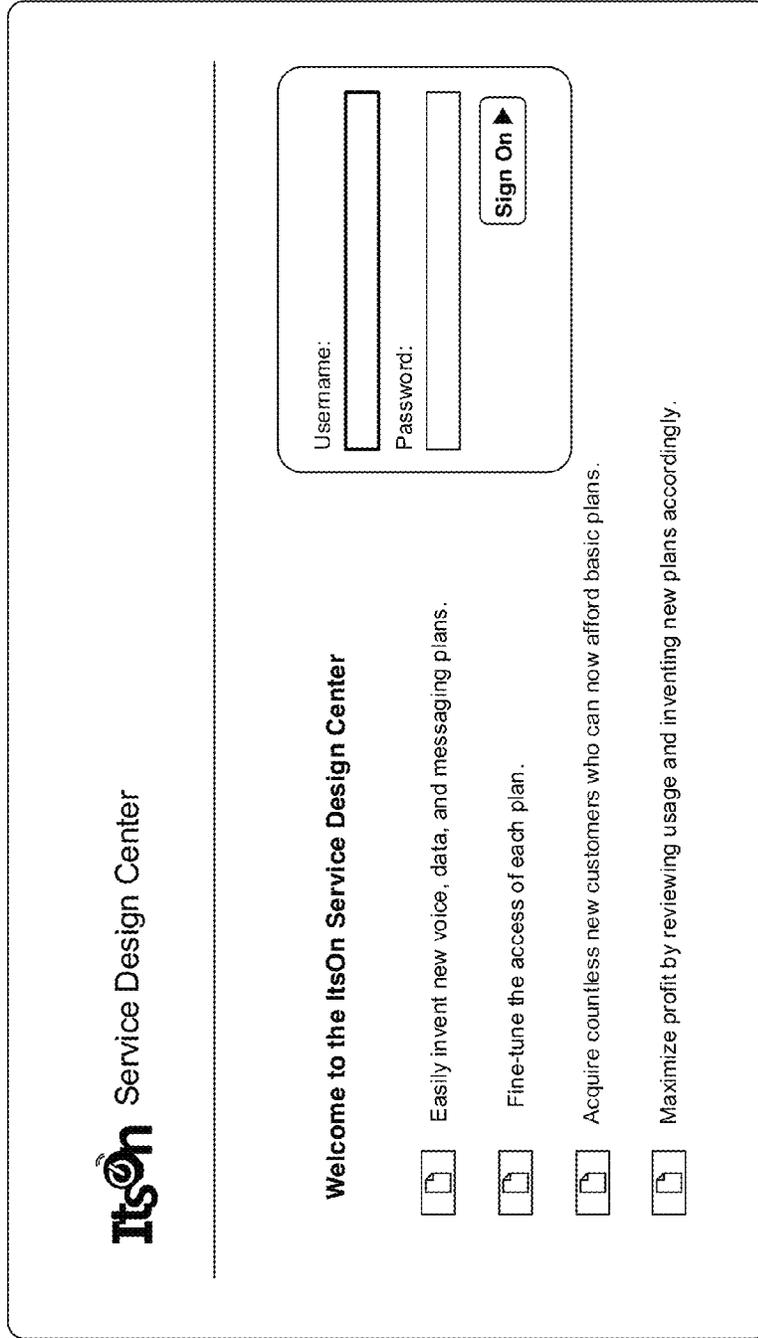 ItsOn Service Design Center
Welcome to the ItsOn Service Design Center
Easily invent new voice, data, and messaging plans.
Fine-tune the access of each plan.
Acquire countless new customers who can now afford basic plans.
Maximize profit by reviewing usage and inventing new plans accordingly.
Username:
Password:
Sign On